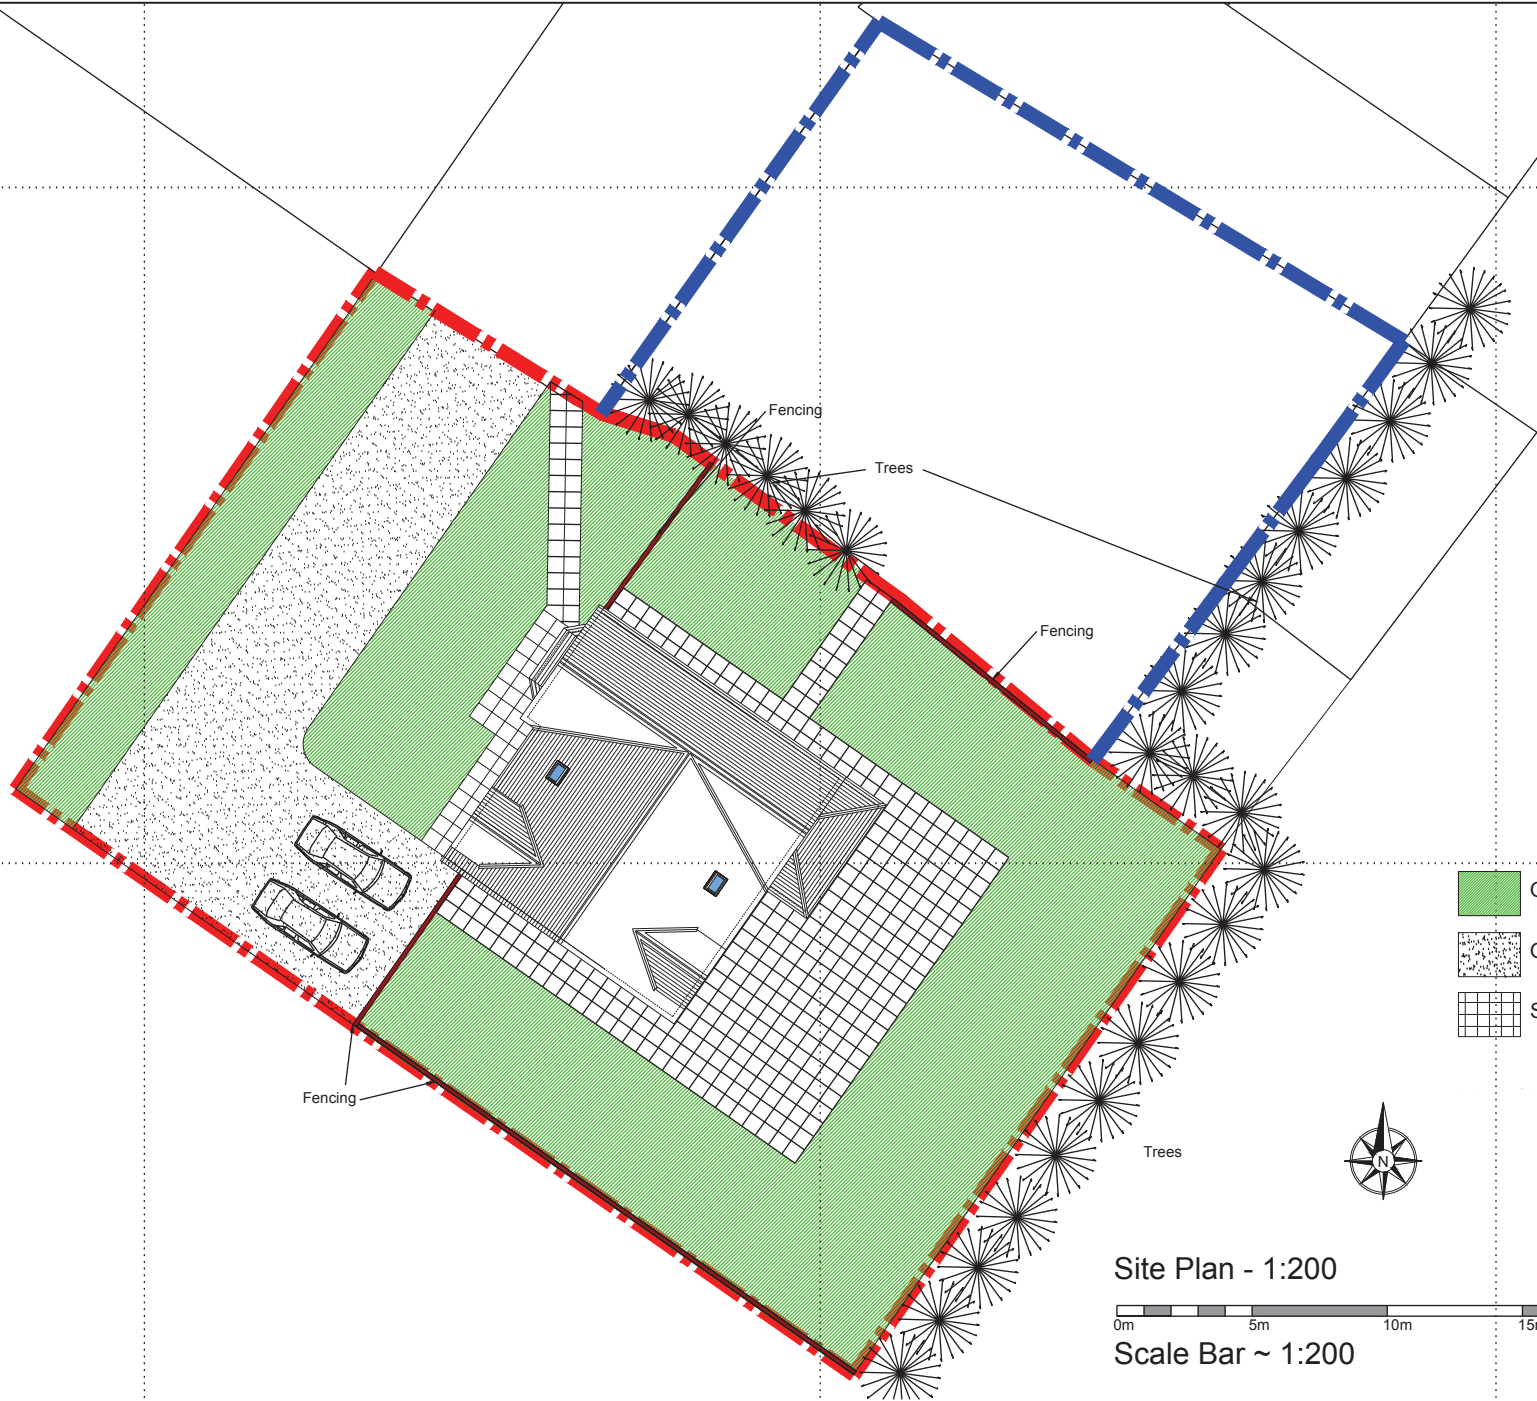 Fencing
Trees
Fencing
Fencing
Trees
N
Site Plan - 1:200
0m 5m 10m
Scale Bar ~ 1:200